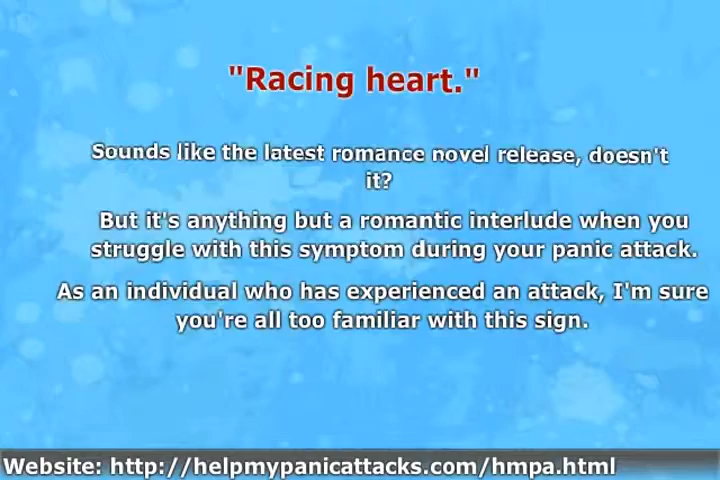 "Racing heart."
Sounds like the latest romance novel release, doesn't
it?
But it's anything but a romantic interlude when you
struggle with this symptom during your panic attack.
As an individual who has experienced an attack, I'm sure
you're all too familiar with this sign.
Website: http://helpmypanicattacks.com/hmpa.html